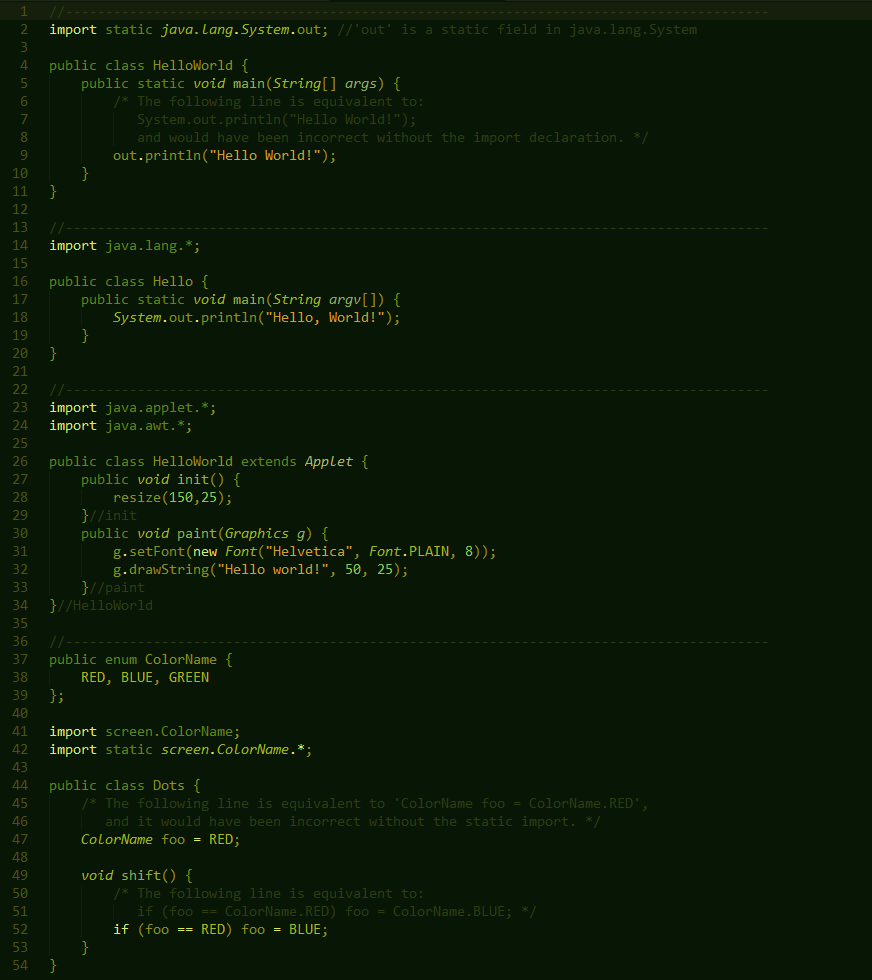 1 //----------------------------------------------------------------------------------------
2 import static java.lang.System.out; //'out' is a static field in java.lang.System
3
4 public class HelloWorld {
5     public static void main(String[] args) {
6         /* The following line is equivalent to:
7            System.out.println("Hello World!");
8            and would have been incorrect without the import declaration. */
9         out.println("Hello World!");
10     }
11 }
12
13 //----------------------------------------------------------------------------------------
14 import java.lang.*;
15
16 public class Hello {
17     public static void main(String argv[]) {
18         System.out.println("Hello, World!");
19     }
20 }
21
22 //----------------------------------------------------------------------------------------
23 import java.applet.*;
24 import java.awt.*;
25
26 public class HelloWorld extends Applet {
27     public void init() {
28         resize(150,25);
29     }//init
30     public void paint(Graphics g) {
31         g.setFont(new Font("Helvetica", Font.PLAIN, 8));
32         g.drawString("Hello world!", 50, 25);
33     }//paint
34 }//HelloWorld
35
36 //----------------------------------------------------------------------------------------
37 public enum ColorName {
38     RED, BLUE, GREEN
39 };
40
41 import screen.ColorName;
42 import static screen.ColorName.*;
43
44 public class Dots {
45     /* The following line is equivalent to 'ColorName foo = ColorName.RED',
46        and it would have been incorrect without the static import. */
47     ColorName foo = RED;
48
49     void shift() {
50         /* The following line is equivalent to:
51            if (foo == ColorName.RED) foo = ColorName.BLUE; */
52         if (foo == RED) foo = BLUE;
53     }
54 }